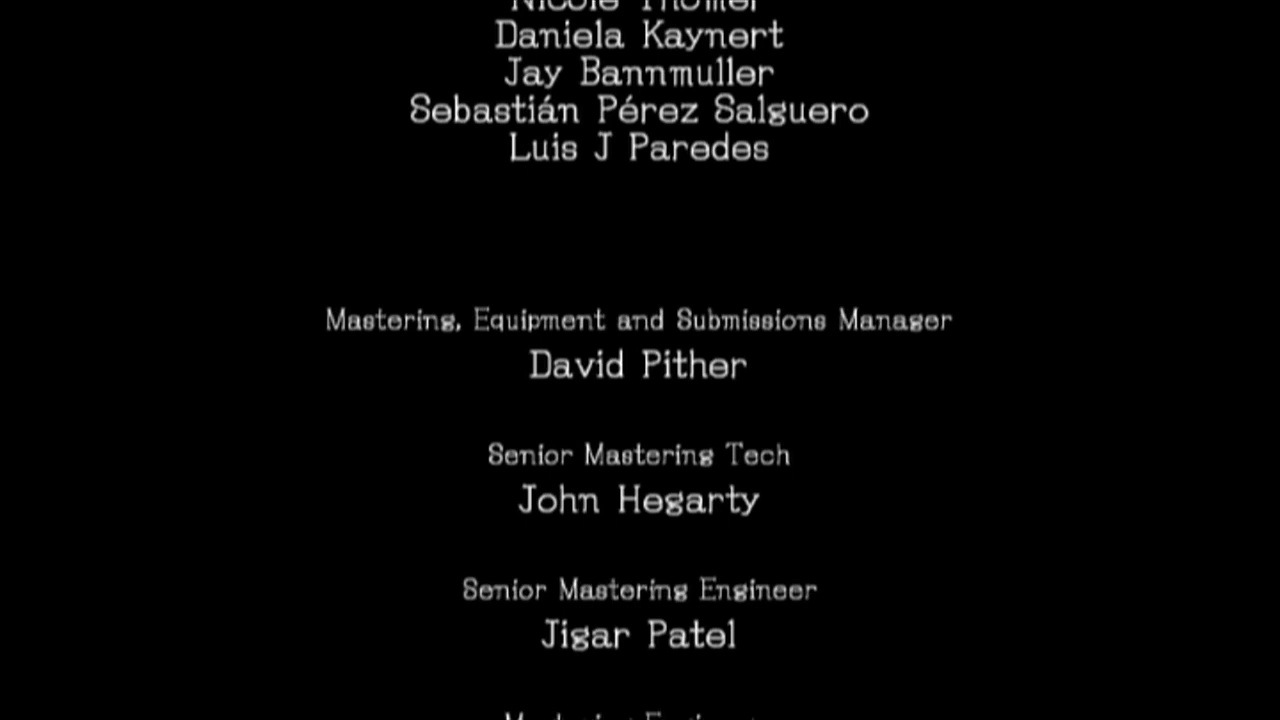 Daniela Kaynert
Jay Bannmuller
Sebastián Pérez Salguero
Luis J Paredes
Mastering, Equipment and Submissions Manager
David Pither
Senior Mastering Tech
John Hegarty
Senior Mastering Engineer
Jigar Patel